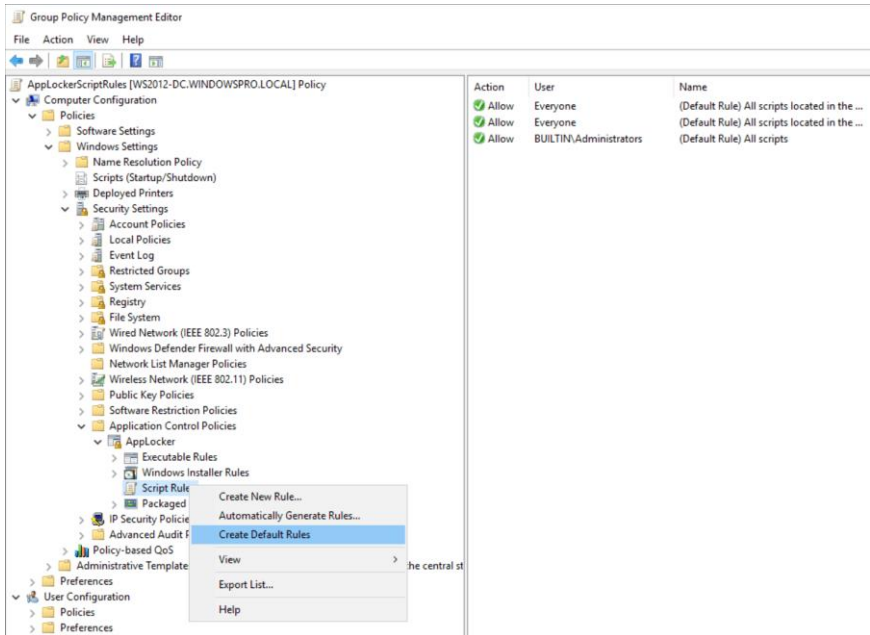 Group Policy Management Editor
File Action View Help
AppLockerScriptRules [WS2012-DC.WINDOWSPRO.LOCAL] Policy
Computer Configuration
Policies
Software Settings
Windows Settings
Name Resolution Policy
Scripts (Startup/Shutdown)
Deployed Printers
Security Settings
Account Policies
Local Policies
Event Log
Restricted Groups
System Services
Registry
File System
Wired Network (IEEE 802.3) Policies
Windows Defender Firewall with Advanced Security
Network List Manager Policies
Wireless Network (IEEE 802.11) Policies
Public Key Policies
Software Restriction Policies
Application Control Policies
AppLocker
Executable Rules
Windows Installer Rules
Script Rule
Packaged
IP Security Policie
Advanced Audit P
Policy-based QoS
Administrative Template he central st
Preferences
User Configuration
Policies
Preferences
Create New Rule...
Automatically Generate Rules...
Create Default Rules
View
Export List...
Help
Action User Name
Allow Everyone (Default Rule) All scripts located in the ...
Allow Everyone (Default Rule) All scripts located in the ...
Allow BUILTIN\Administrators (Default Rule) All scripts